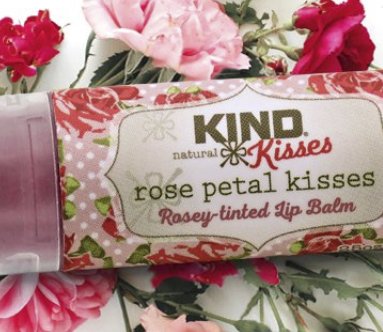 KIND®
natural Kisses
rose petal kisses
Rosey-tinted Lip Balm